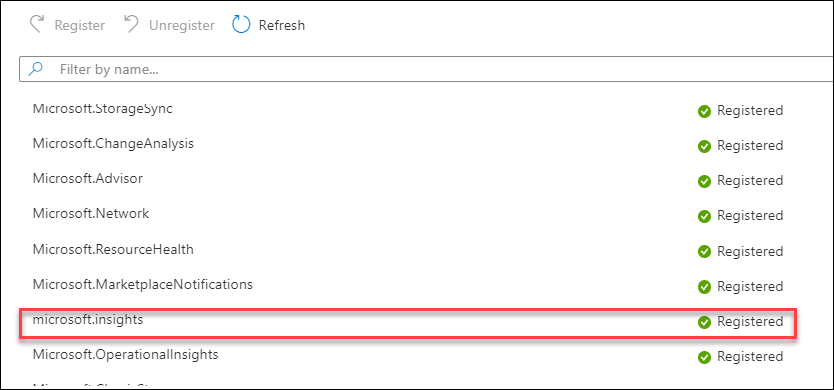 Register Unregister Refresh
Filter by name...
Microsoft.StorageSync Registered
Microsoft.ChangeAnalysis Registered
Microsoft.Advisor Registered
Microsoft.Network Registered
Microsoft.ResourceHealth Registered
Microsoft.MarketplaceNotifications Registered
microsoft.insights Registered
Microsoft.OperationalInsights Registered